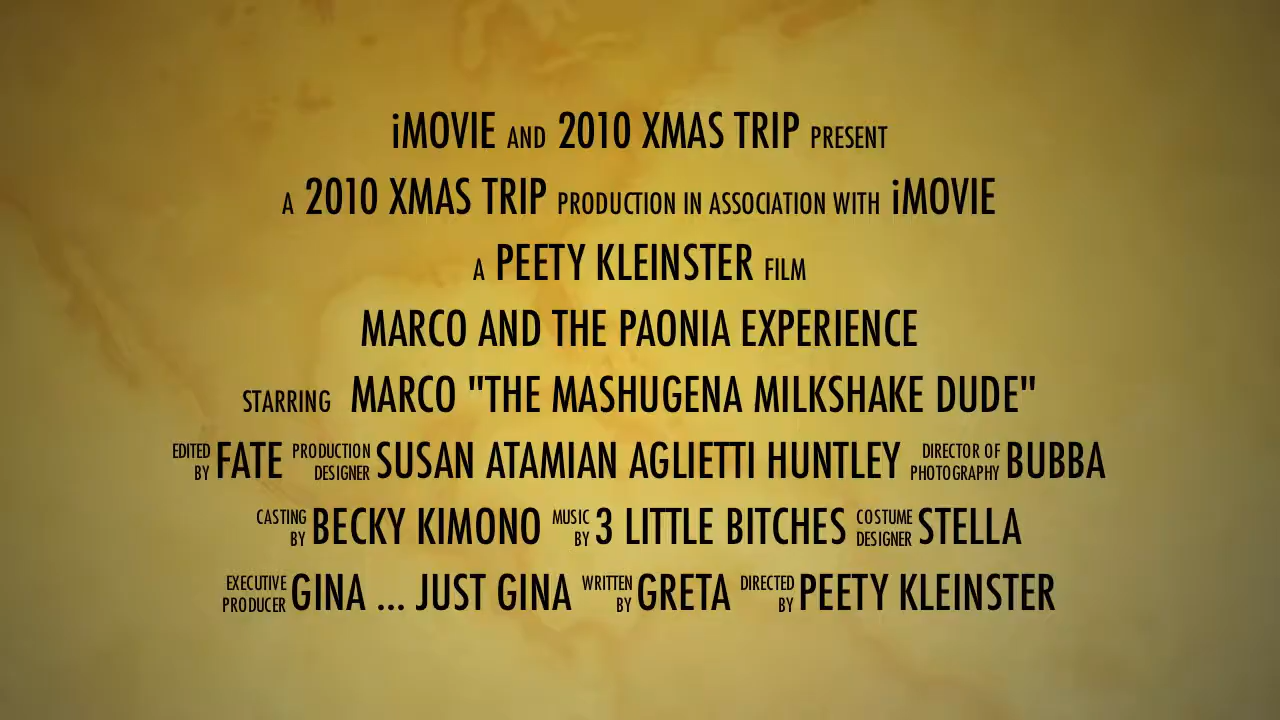 iMOVIE AND 2010 XMAS TRIP PRESENT
A 2010 XMAS TRIP PRODUCTION IN ASSOCIATION WITH iMOVIE
A PEETY KLEINSTER FILM
MARCO AND THE PAONIA EXPERIENCE
STARRING MARCO "THE MASHUGENA MILKSHAKE DUDE"
EDITED BY FATE PRODUCTION DESIGNER SUSAN ATAMIAN AGLIETTI HUNTLEY DIRECTOR OF PHOTOGRAPHY BUBBA
CASTING BY BECKY KIMONO MUSIC BY 3 LITTLE BITCHES COSTUME DESIGNER STELLA
EXECUTIVE PRODUCER GINA ... JUST GINA WRITTEN BY GRETA DIRECTED BY PEETY KLEINSTER